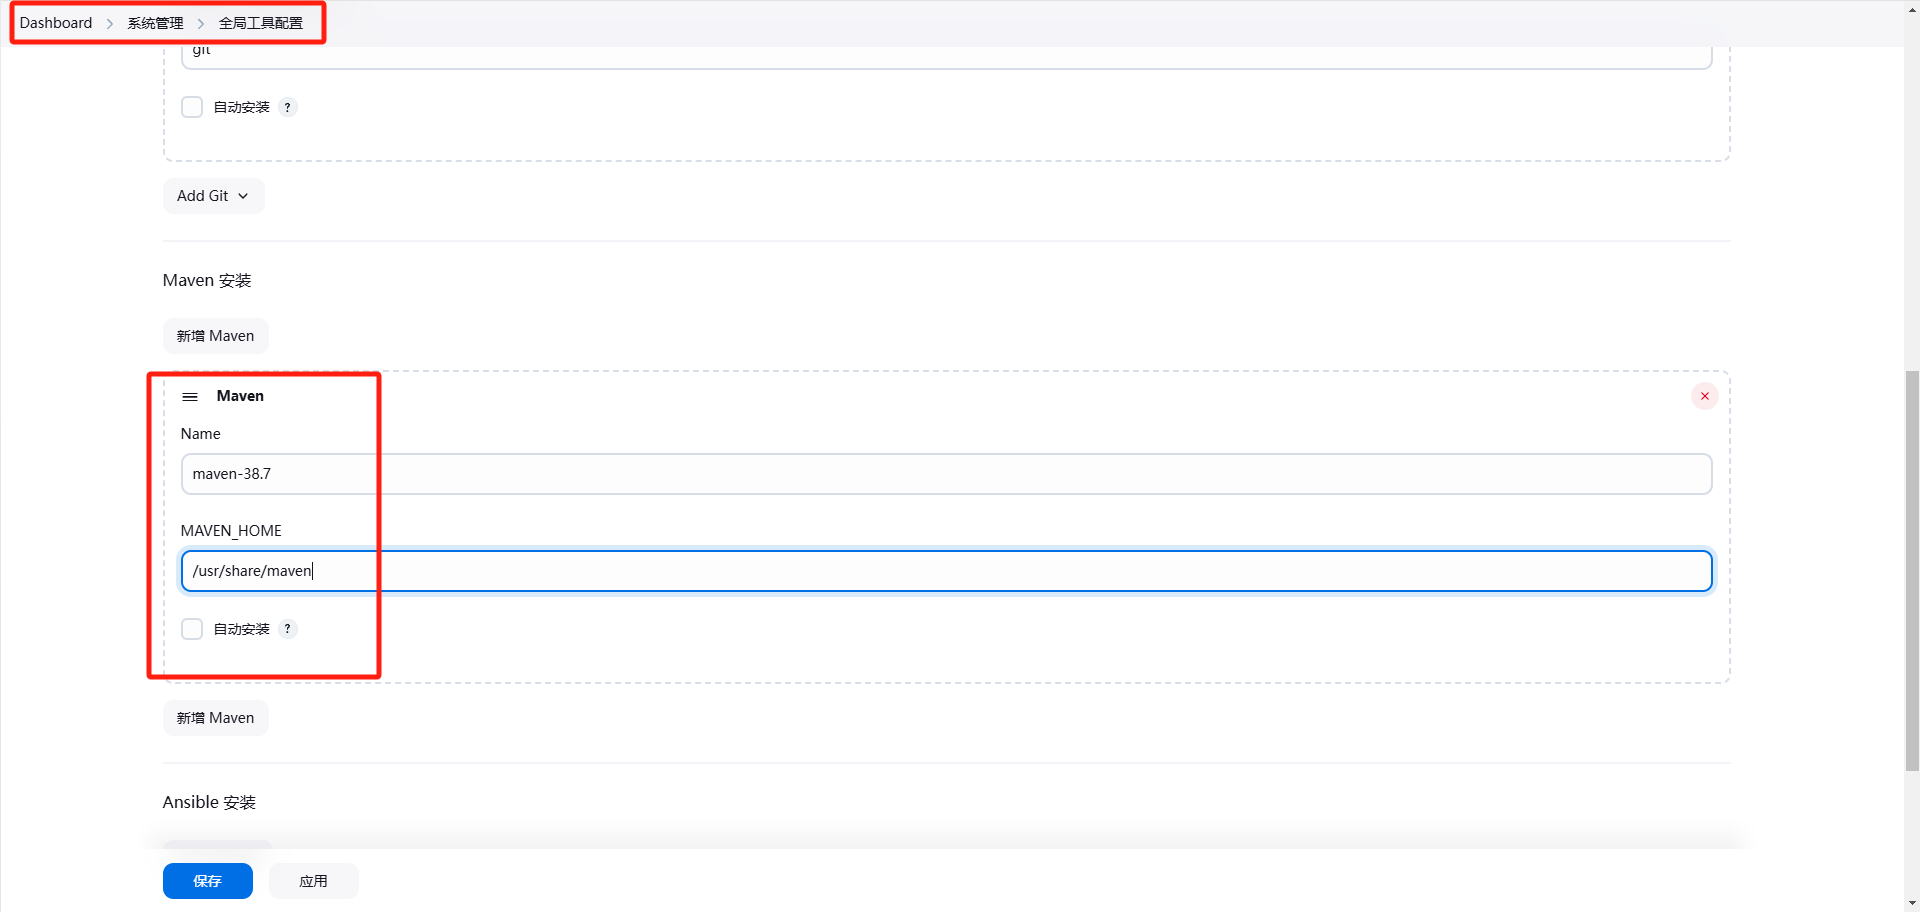 Dashboard > 系统管理 > 全局工具配置
git
自动安装 ?
Add Git
Maven 安装
新增 Maven
Maven
Name
maven-38.7
MAVEN_HOME
/usr/share/maven
自动安装 ?
新增 Maven
Ansible 安装
保存 应用